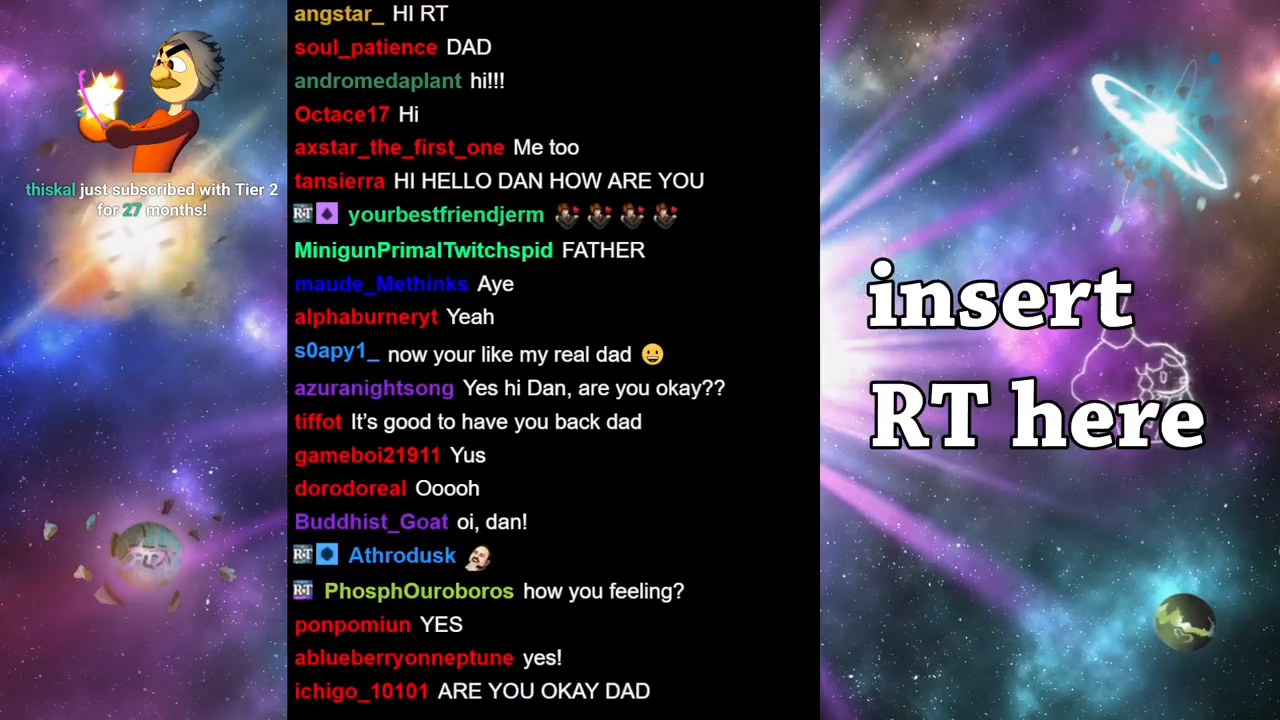 angstar_ HI RT
soul_patience DAD
andromedaplant hi!!!
Octace17 Hi
axstar_the_first_one Me too
tansierra HI HELLO DAN HOW ARE YOU
RT yourbestfriendjerm
MinigunPrimalTwitchspid FATHER
maude_Methinks Aye
alphaburneryt Yeah
s0apy1_ now your like my real dad 😀
azuranightsong Yes hi Dan, are you okay??
tiffot It’s good to have you back dad
gameboi21911 Yus
dorodoreal Ooooh
Buddhist_Goat oi, dan!
RT Athrodusk
RT PhosphOuroboros how you feeling?
ponpomiun YES
ablueberryonneptune yes!
ichigo_10101 ARE YOU OKAY DAD
thiskal just subscribed with Tier 2
for 27 months!
insert
RT here